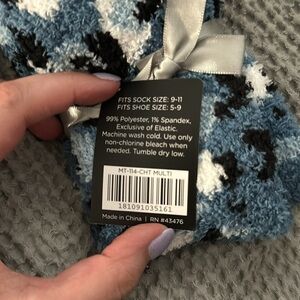 FITS SOCK SIZE: 9-11
FITS SHOE SIZE: 5-9
99% Polyester, 1% Spandex,
Exclusive of Elastic.
Machine wash cold. Use only
non-chlorine bleach when
needed. Tumble dry low.
MT-114-CHT MULTI
181091035161
Made in China | RN #43476